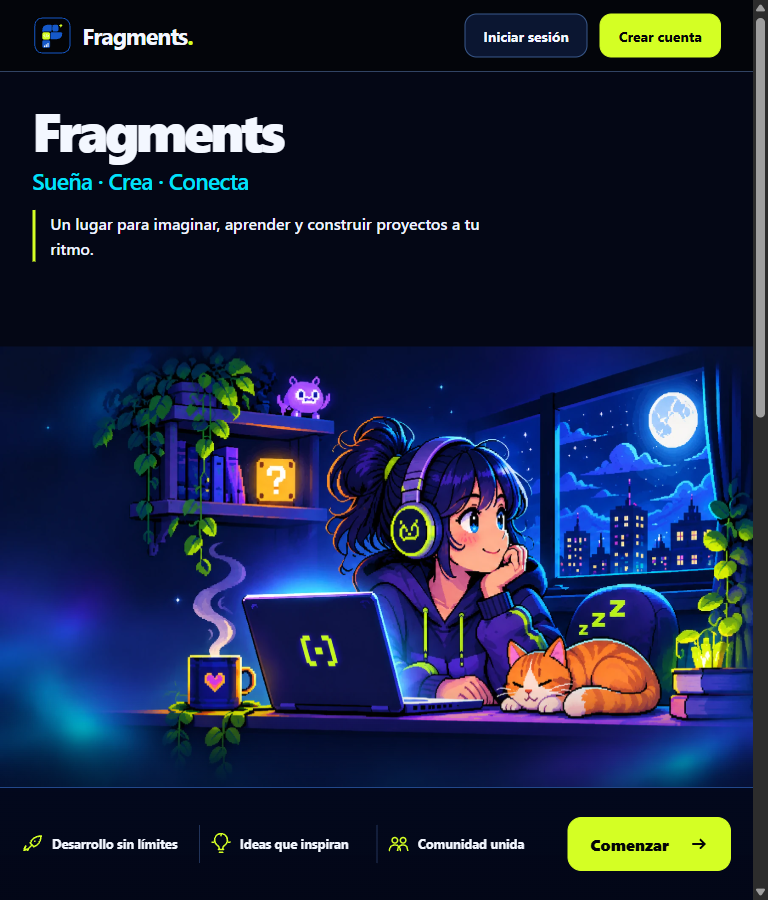 Fragments.
Iniciar sesión
Crear cuenta
Fragments
Sueña · Crea · Conecta
Un lugar para imaginar, aprender y construir proyectos a tu
ritmo.
?
[·]
z z z
Desarrollo sin límites
Ideas que inspiran
Comunidad unida
Comenzar →